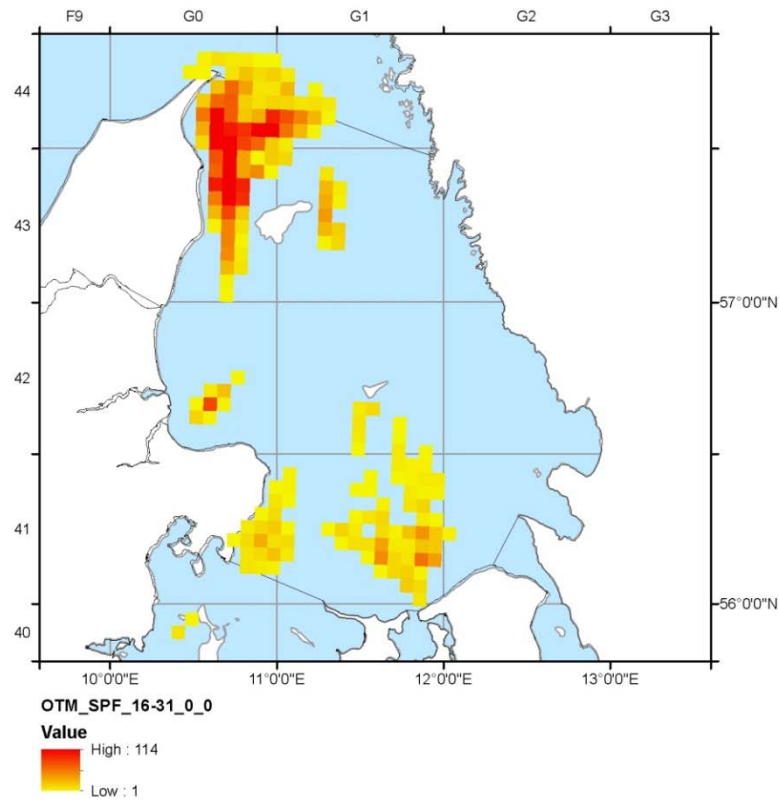 F9 G0 G1 G2 G3
44
43
57°0'0"N
42
41
56°0'0"N
40
10°0'0"E 11°0'0"E 12°0'0"E 13°0'0"E
OTM_SPF_16-31_0_0
Value
High : 114
Low : 1